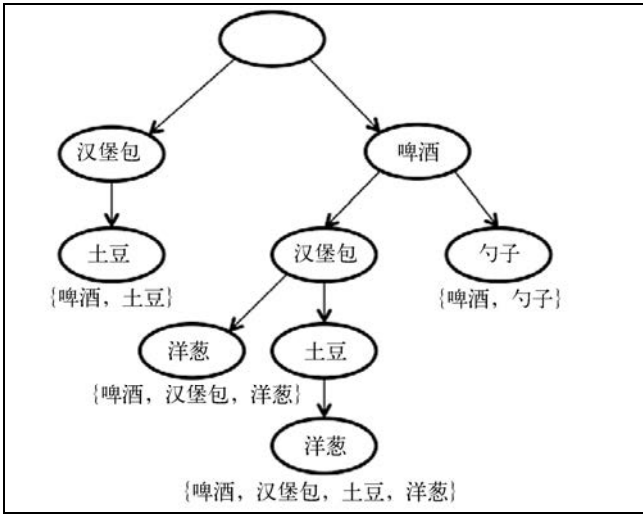 汉堡包
啤酒
土豆
{啤酒，土豆}
汉堡包
勺子
{啤酒，勺子}
洋葱
{啤酒，汉堡包，洋葱}
土豆
洋葱
{啤酒，汉堡包，土豆，洋葱}